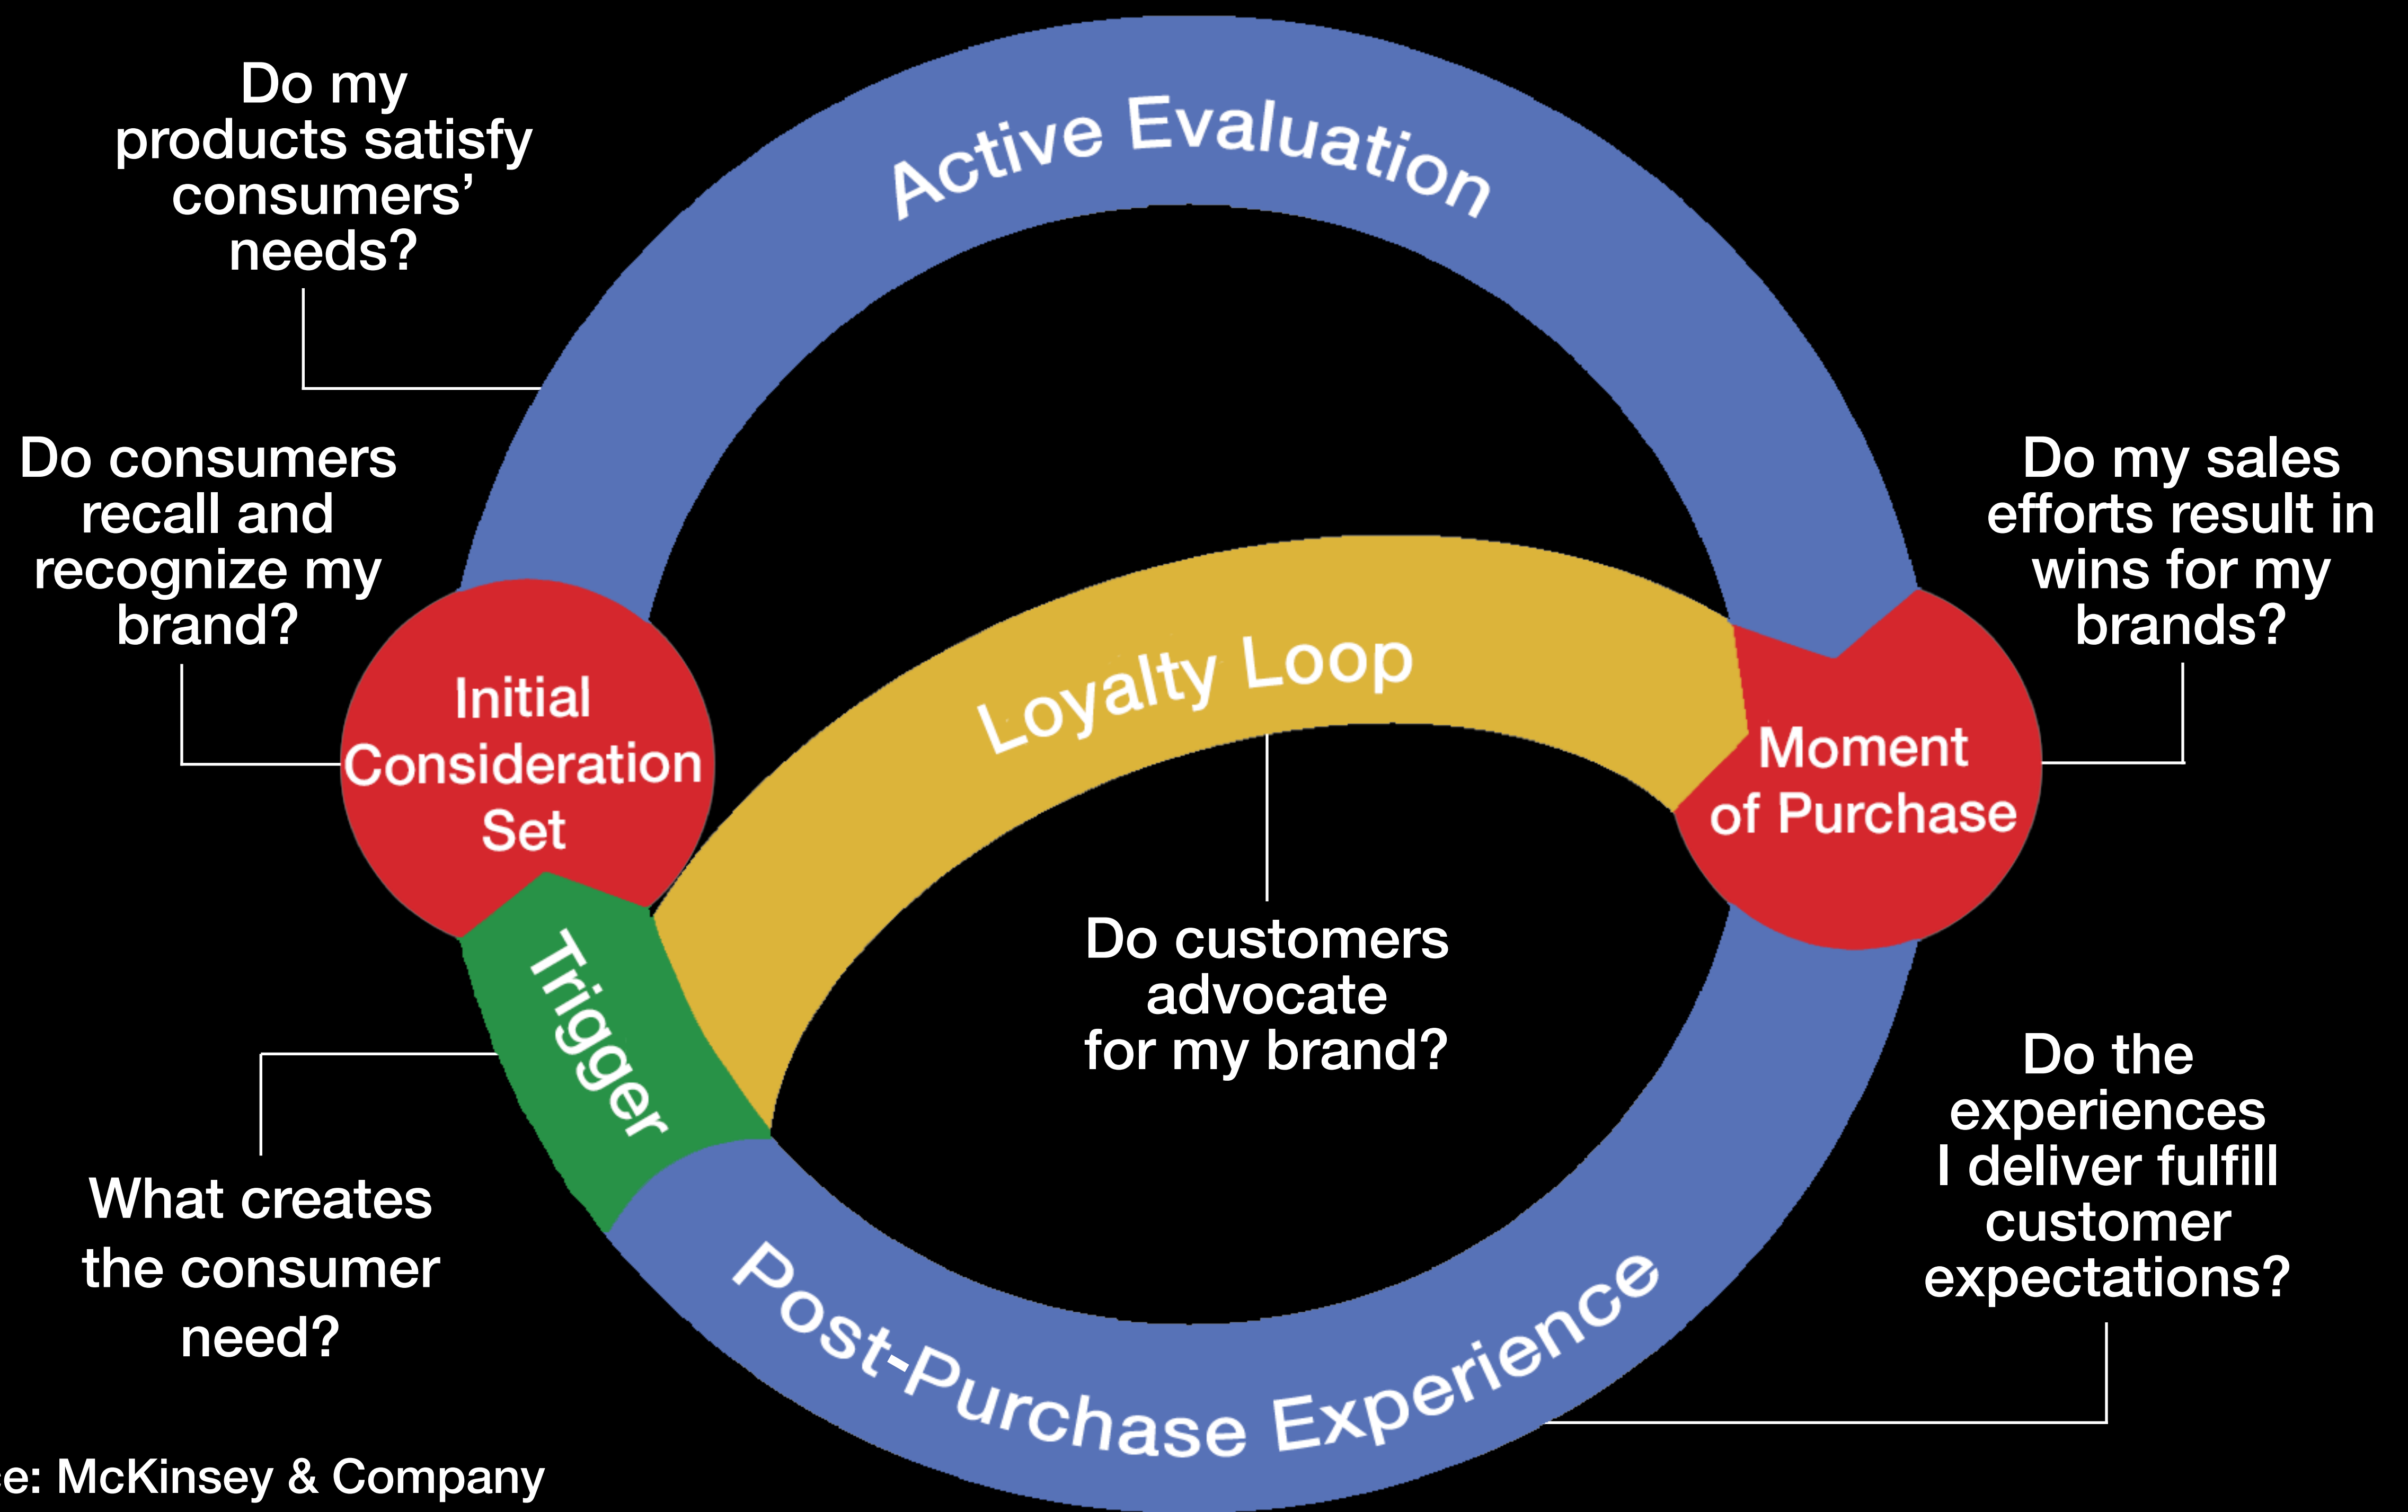 Do my
products satisfy
consumers’
needs?
Active Evaluation
Do consumers
recall and
recognize my
brand?
Do my sales
efforts result in
wins for my
brands?
Initial
Consideration
Set
Loyalty Loop
Moment
of Purchase
Trigger
Do customers
advocate
for my brand?
Do the
experiences
I deliver fulfill
customer
expectations?
What creates
the consumer
need?
Post-Purchase Experience
e: McKinsey & Company